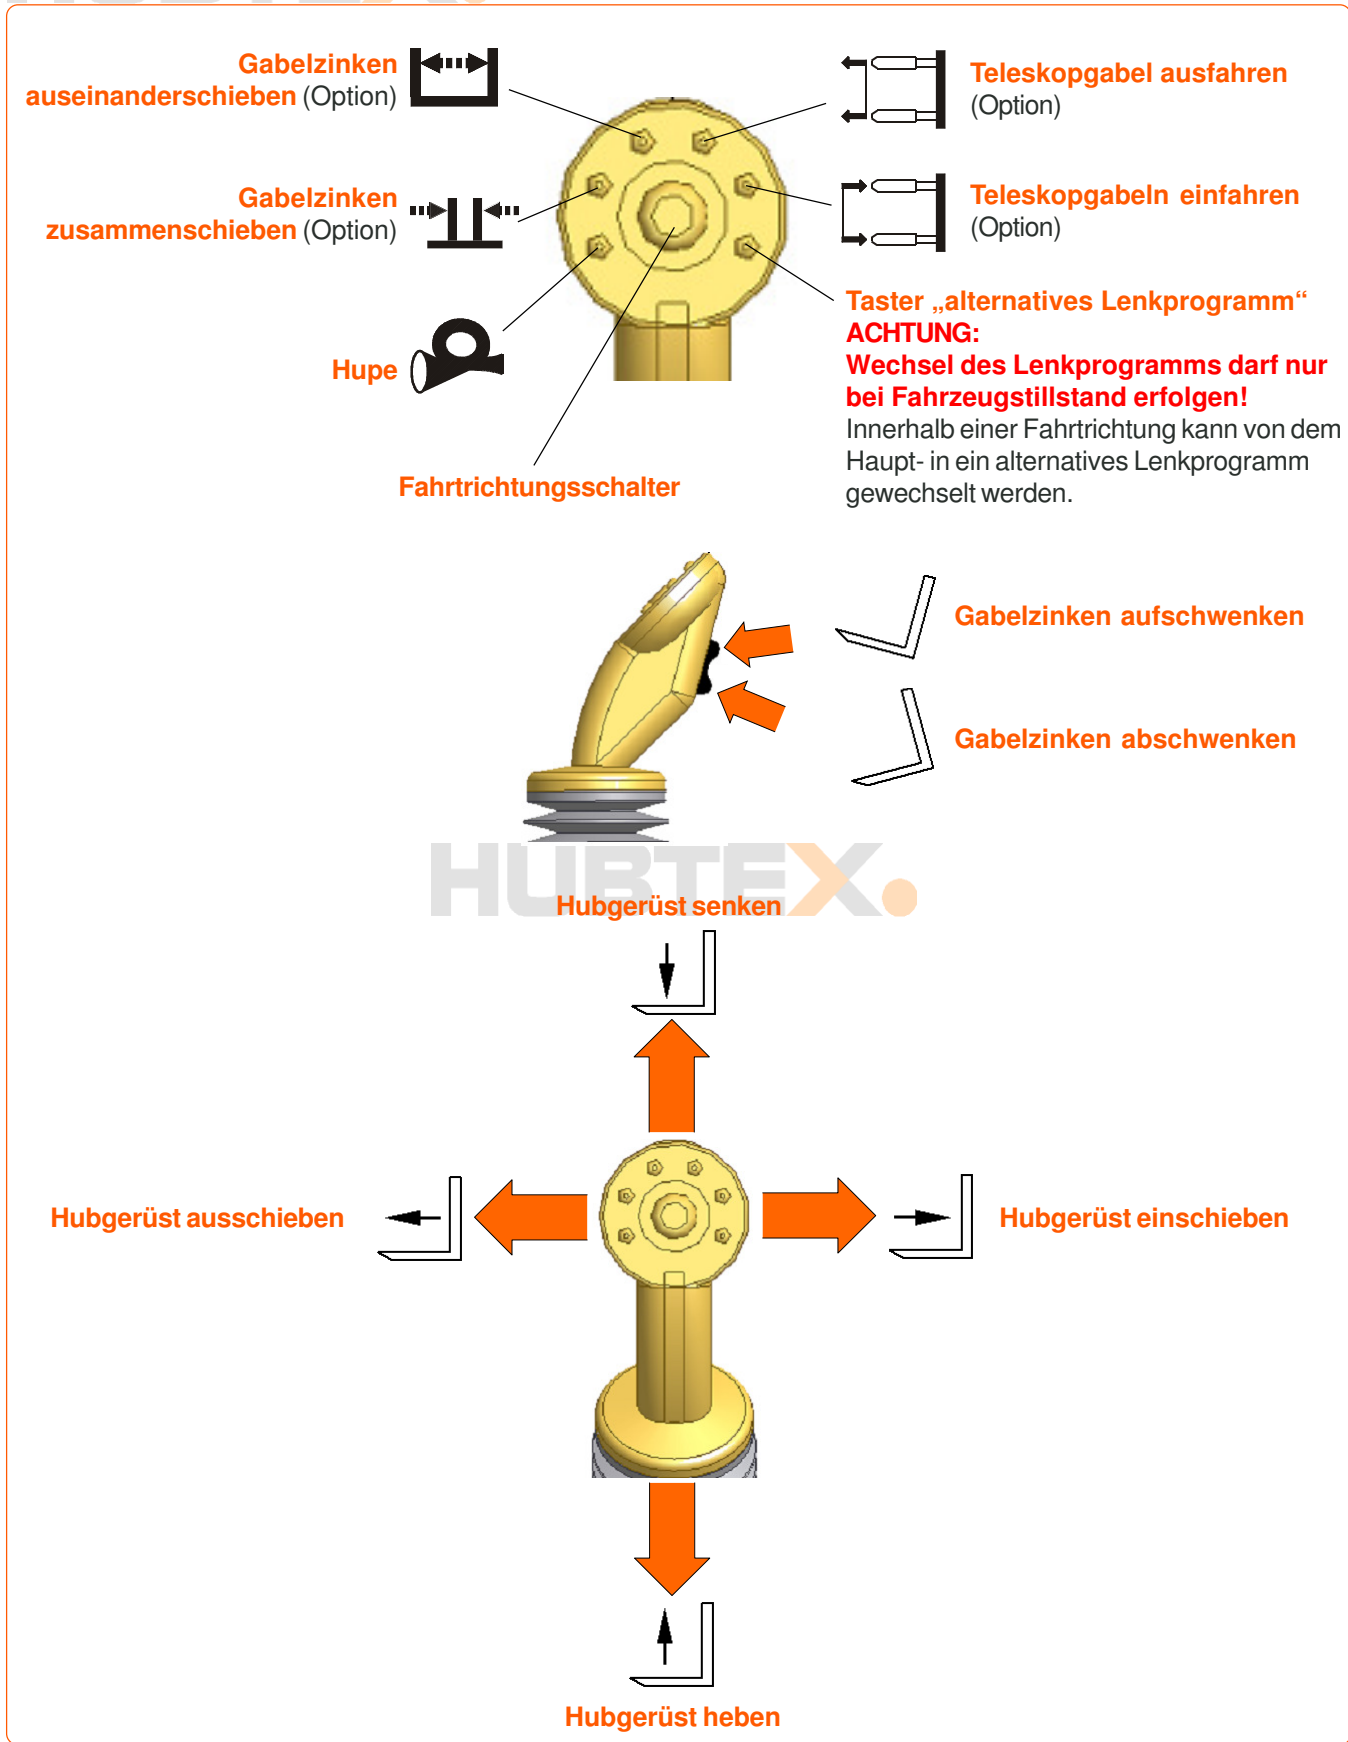 Gabelzinken
auseinanderschieben (Option)
Teleskopgabel ausfahren
(Option)
Gabelzinken
zusammenschieben (Option)
Teleskopgabeln einfahren
(Option)
Hupe
Taster „alternatives Lenkprogramm“
ACHTUNG:
Wechsel des Lenkprogramms darf nur
bei Fahrzeugstillstand erfolgen!
Innerhalb einer Fahrtrichtung kann von dem
Haupt- in ein alternatives Lenkprogramm
gewechselt werden.
Fahrtrichtungsschalter
Gabelzinken aufschwenken
Gabelzinken abschwenken
HUBTEX.
Hubgerüst senken
Hubgerüst ausschieben
Hubgerüst einschieben
Hubgerüst heben